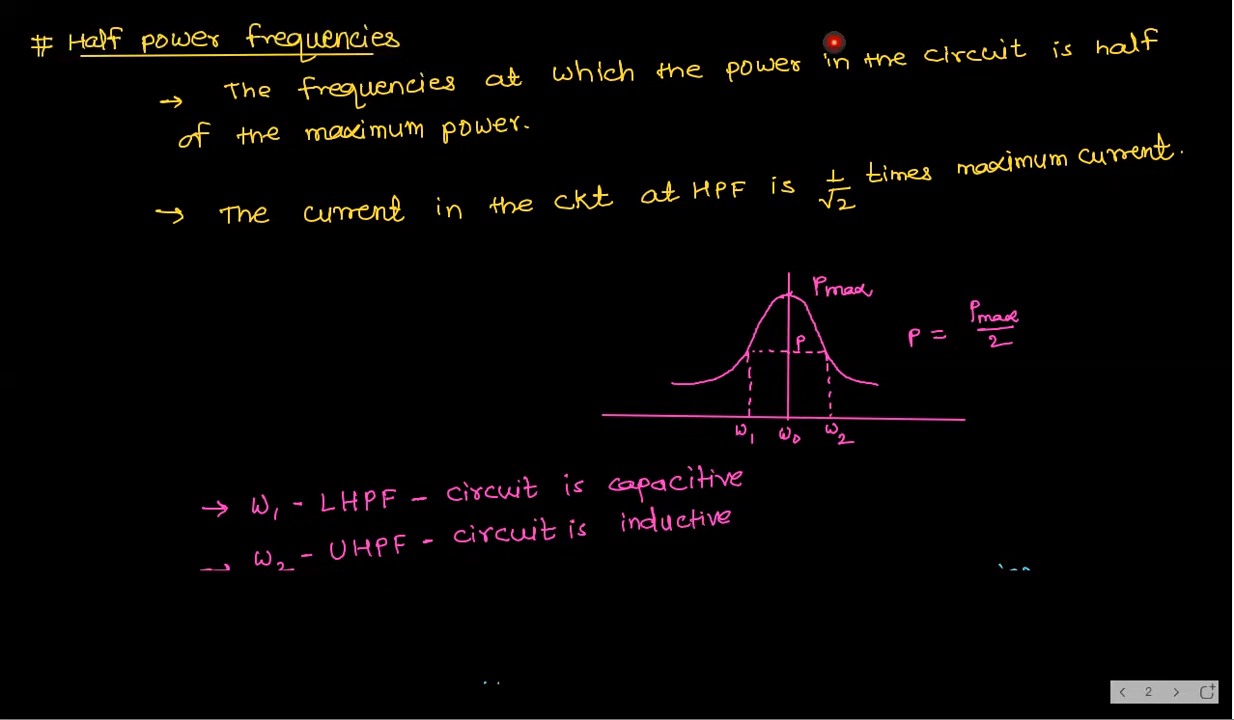 # Half power frequencies
→ The frequencies at which the power in the circuit is half
of the maximum power.
→ The current in the ckt at HPF is 1/√2 times maximum current.
Pmax
P
P = Pmax/2
ω1 ω0 ω2
→ ω1 - LHPF - circuit is capacitive
→ ω2 - UHPF - circuit is inductive
2